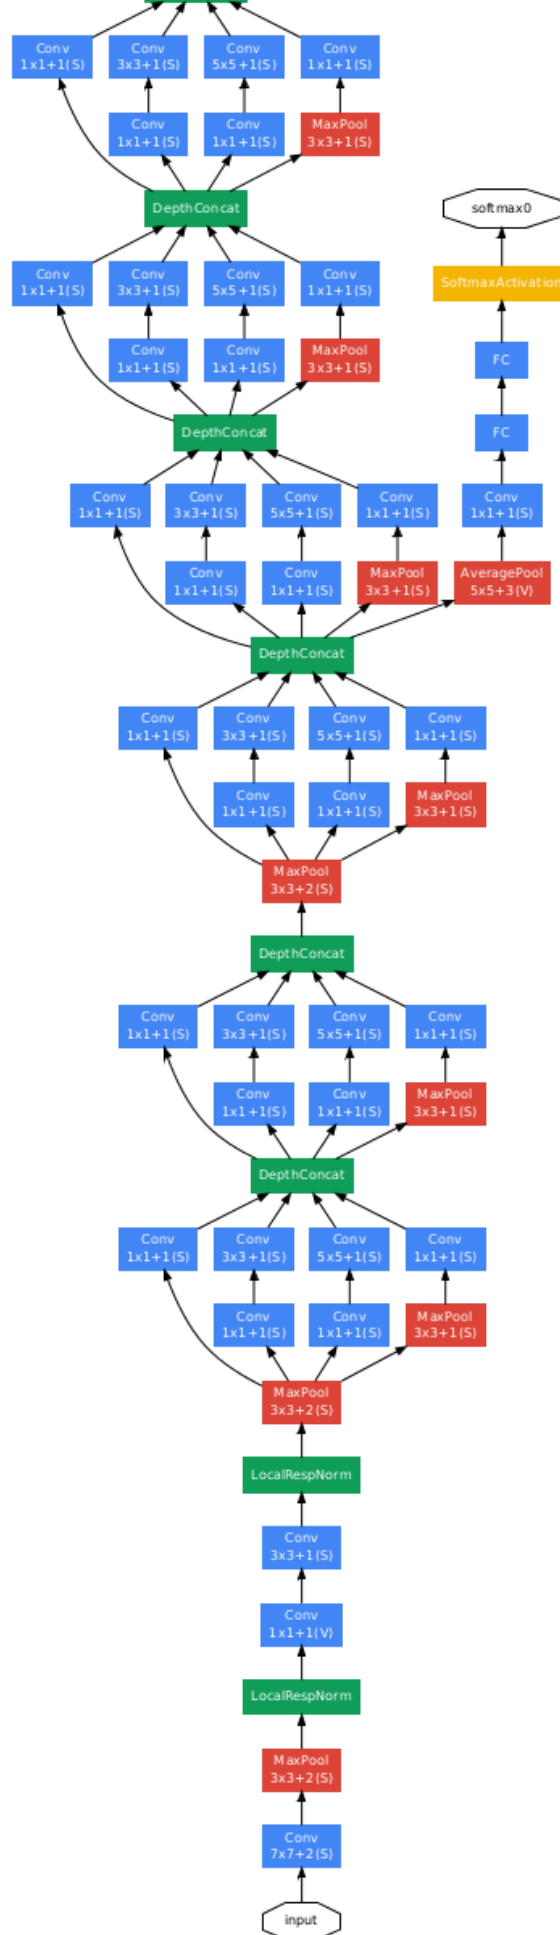 Conv Conv Conv Conv
1x1+1(S) 3x3+1(S) 5x5+1(S) 1x1+1(S)
Conv Conv MaxPool
1x1+1(S) 1x1+1(S) 3x3+1(S)
DepthConcat softmax0
Conv Conv Conv Conv SoftmaxActivation
1x1+1(S) 3x3+1(S) 5x5+1(S) 1x1+1(S)
Conv Conv MaxPool FC
1x1+1(S) 1x1+1(S) 3x3+1(S)
DepthConcat FC
Conv Conv Conv Conv Conv
1x1+1(S) 3x3+1(S) 5x5+1(S) 1x1+1(S) 1x1+1(S)
Conv Conv MaxPool AveragePool
1x1+1(S) 1x1+1(S) 3x3+1(S) 5x5+3(V)
DepthConcat
Conv Conv Conv Conv
1x1+1(S) 3x3+1(S) 5x5+1(S) 1x1+1(S)
Conv Conv MaxPool
1x1+1(S) 1x1+1(S) 3x3+1(S)
MaxPool
3x3+2(S)
DepthConcat
Conv Conv Conv Conv
1x1+1(S) 3x3+1(S) 5x5+1(S) 1x1+1(S)
Conv Conv MaxPool
1x1+1(S) 1x1+1(S) 3x3+1(S)
DepthConcat
Conv Conv Conv Conv
1x1+1(S) 3x3+1(S) 5x5+1(S) 1x1+1(S)
Conv Conv MaxPool
1x1+1(S) 1x1+1(S) 3x3+1(S)
MaxPool
3x3+2(S)
LocalRespNorm
Conv
3x3+1(S)
Conv
1x1+1(V)
LocalRespNorm
MaxPool
3x3+2(S)
Conv
7x7+2(S)
input